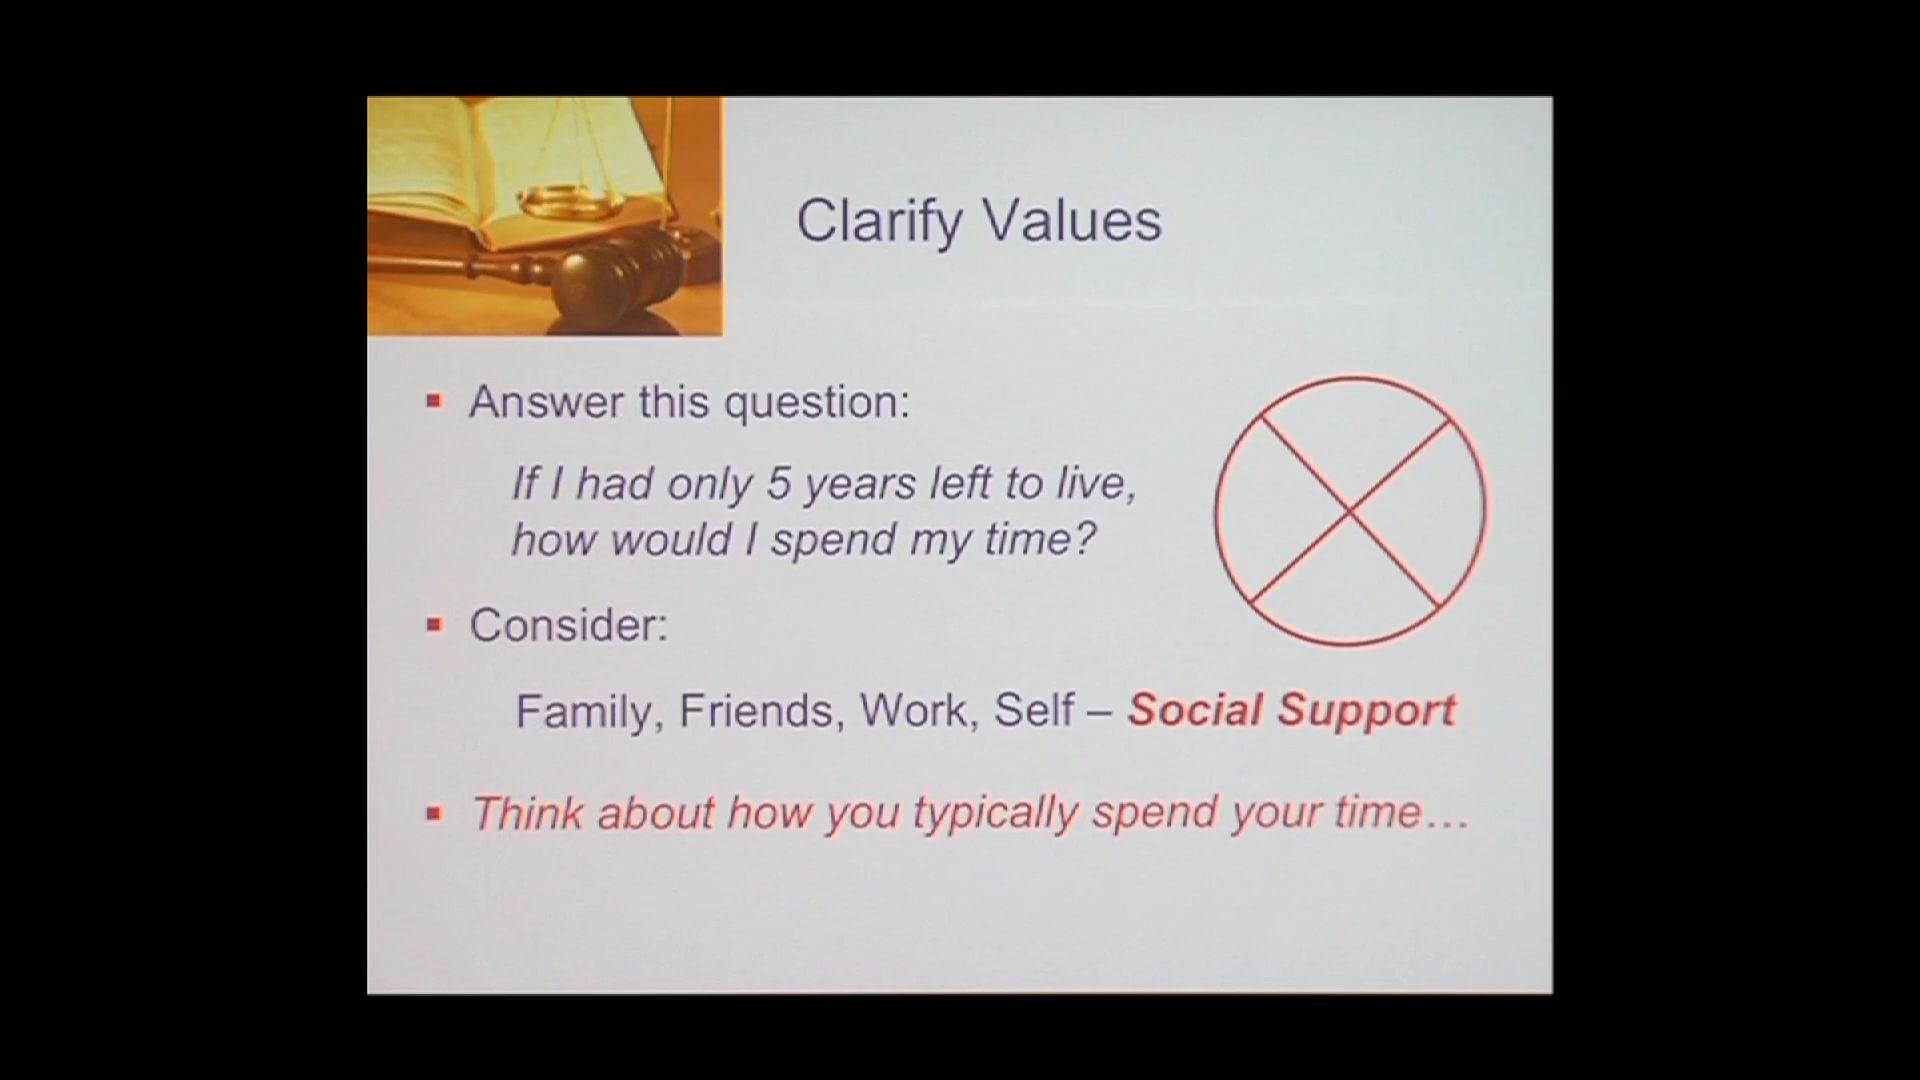 Clarify Values
Answer this question:
If I had only 5 years left to live,
how would I spend my time?
Consider:
Family, Friends, Work, Self – Social Support
Think about how you typically spend your time…